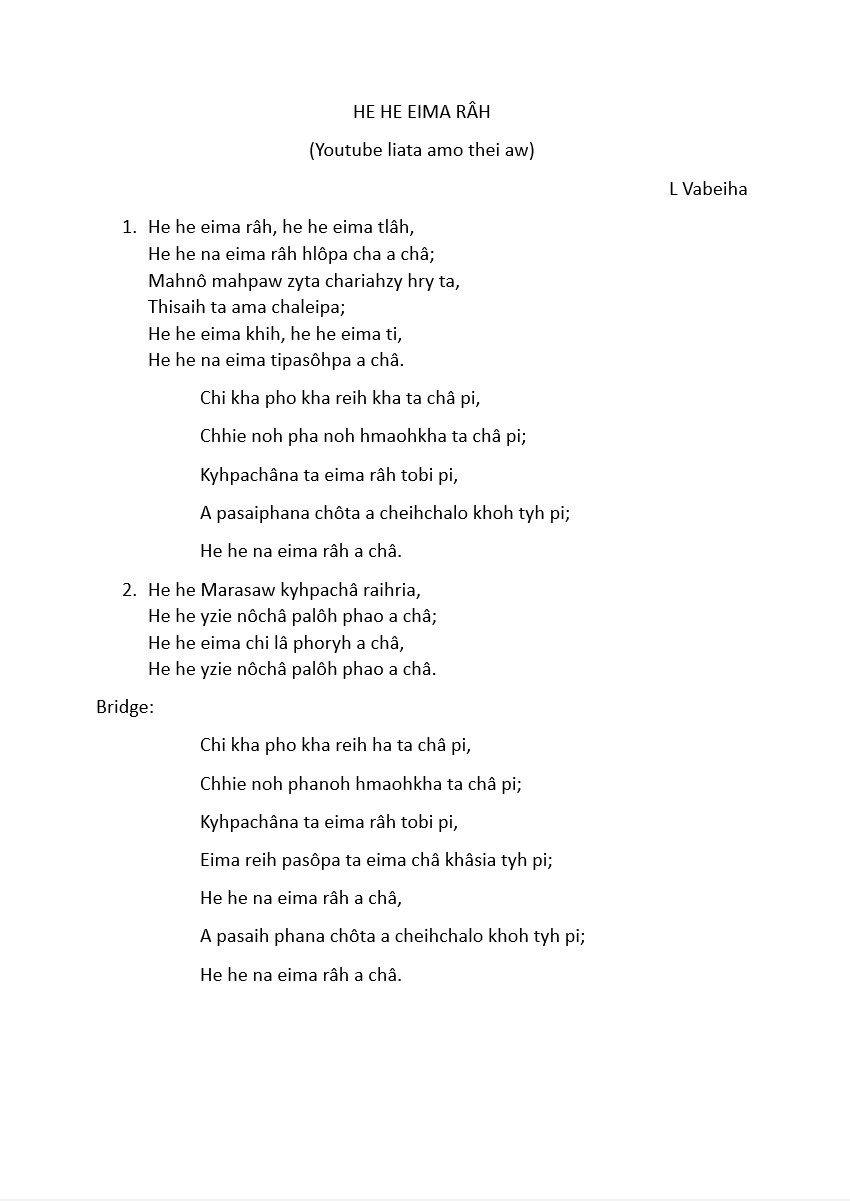 HE HE EIMA RÂH
(Youtube liata amo thei aw)
L Vabeiha
1. He he eima râh, he he eima tlâh,
He he na eima râh hlôpa cha a châ;
Mahnô mahpaw zyta chariahzy hry ta,
Thisaih ta ama chaleipa;
He he eima khih, he he eima ti,
He he na eima tipasôhpa a châ.
Chi kha pho kha reih kha ta châ pi,
Chhie noh pha noh hmaohkha ta châ pi;
Kyhpachâna ta eima râh tobi pi,
A pasaiphana chôta a cheihchalo khoh tyh pi;
He he na eima râh a châ.
2. He he Marasaw kyhpachâ raihria,
He he yzie nôchâ palôh phao a châ;
He he eima chi lâ phoryh a châ,
He he yzie nôchâ palôh phao a châ.
Bridge:
Chi kha pho kha reih ha ta châ pi,
Chhie noh phanoh hmaohkha ta châ pi;
Kyhpachâna ta eima râh tobi pi,
Eima reih pasôpa ta eima châ khâsia tyh pi;
He he na eima râh a châ,
A pasaih phana chôta a cheihchalo khoh tyh pi;
He he na eima râh a châ.